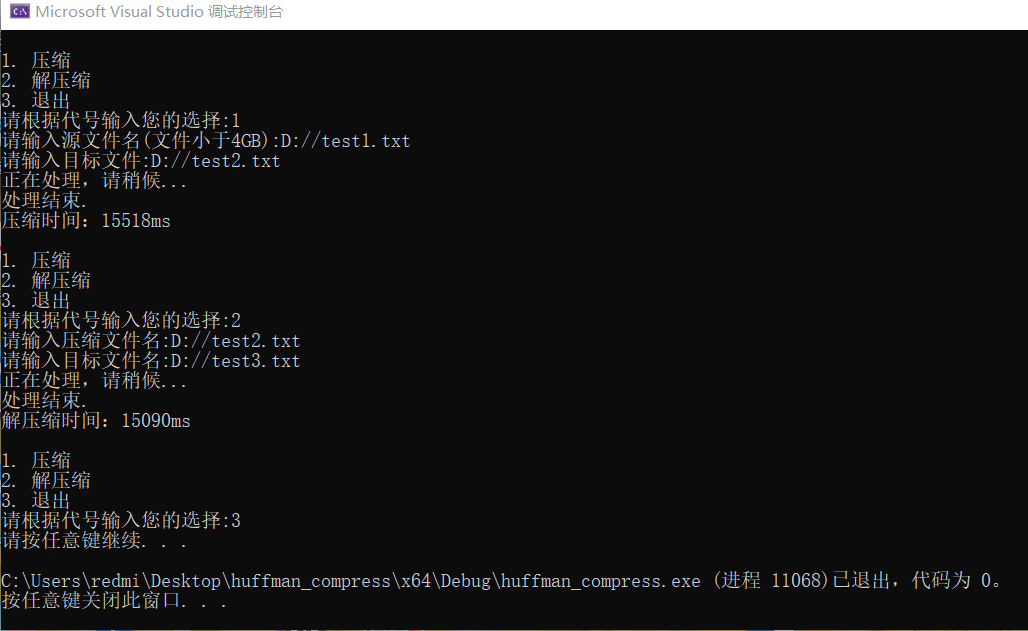 Microsoft Visual Studio 调试控制台
1. 压缩
2. 解压缩
3. 退出
请根据代号输入您的选择:1
请输入源文件名(文件小于4GB):D://test1.txt
请输入目标文件:D://test2.txt
正在处理，请稍候...
处理结束.
压缩时间：15518ms
1. 压缩
2. 解压缩
3. 退出
请根据代号输入您的选择:2
请输入压缩文件名:D://test2.txt
请输入目标文件名:D://test3.txt
正在处理，请稍候...
处理结束.
解压缩时间：15090ms
1. 压缩
2. 解压缩
3. 退出
请根据代号输入您的选择:3
请按任意键继续. . .
C:\Users\redmi\Desktop\huffman_compress\x64\Debug\huffman_compress.exe (进程 11068)已退出，代码为 0。
按任意键关闭此窗口. . .